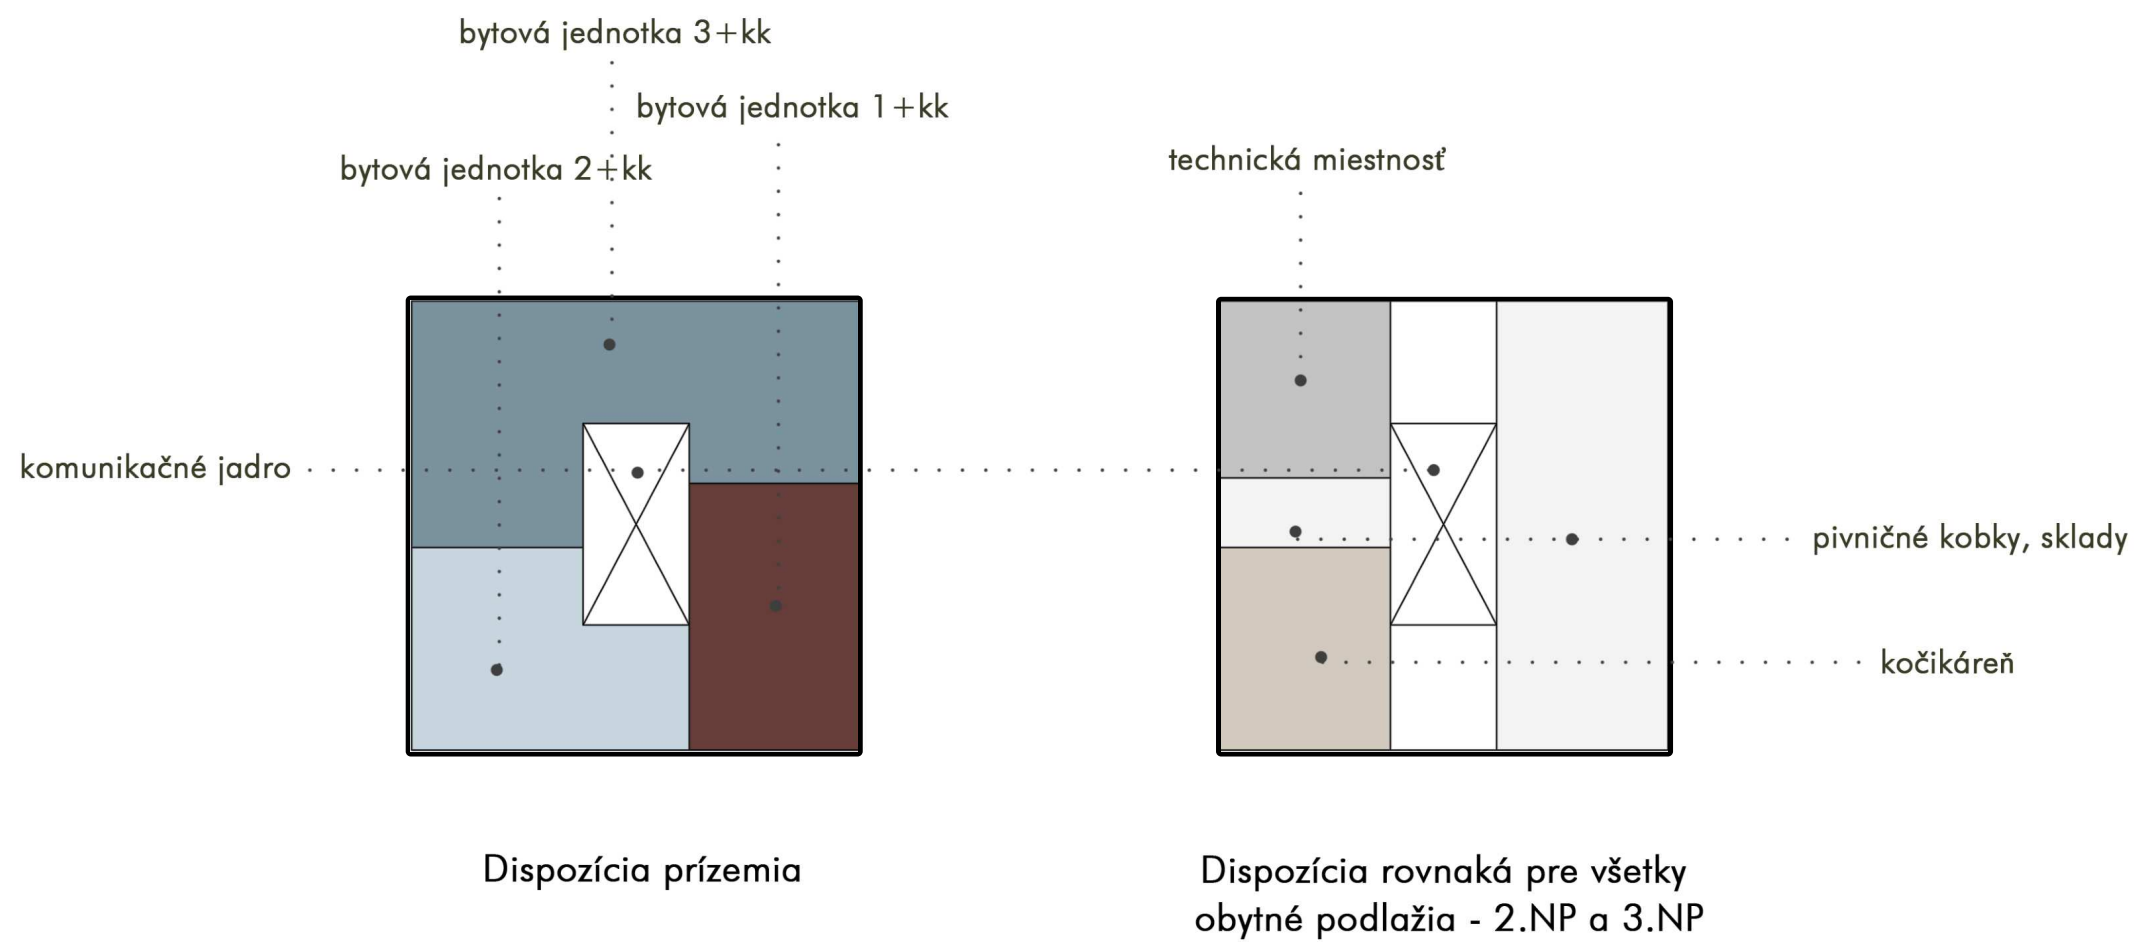 bytová jednotka 3+kk
bytová jednotka 1+kk
bytová jednotka 2+kk
technická miestnosť
komunikačné jadro
pivničné kobky, sklady
kočikáreň
Dispozícia prízemia
Dispozícia rovnaká pre všetky
obytné podlažia - 2.NP a 3.NP